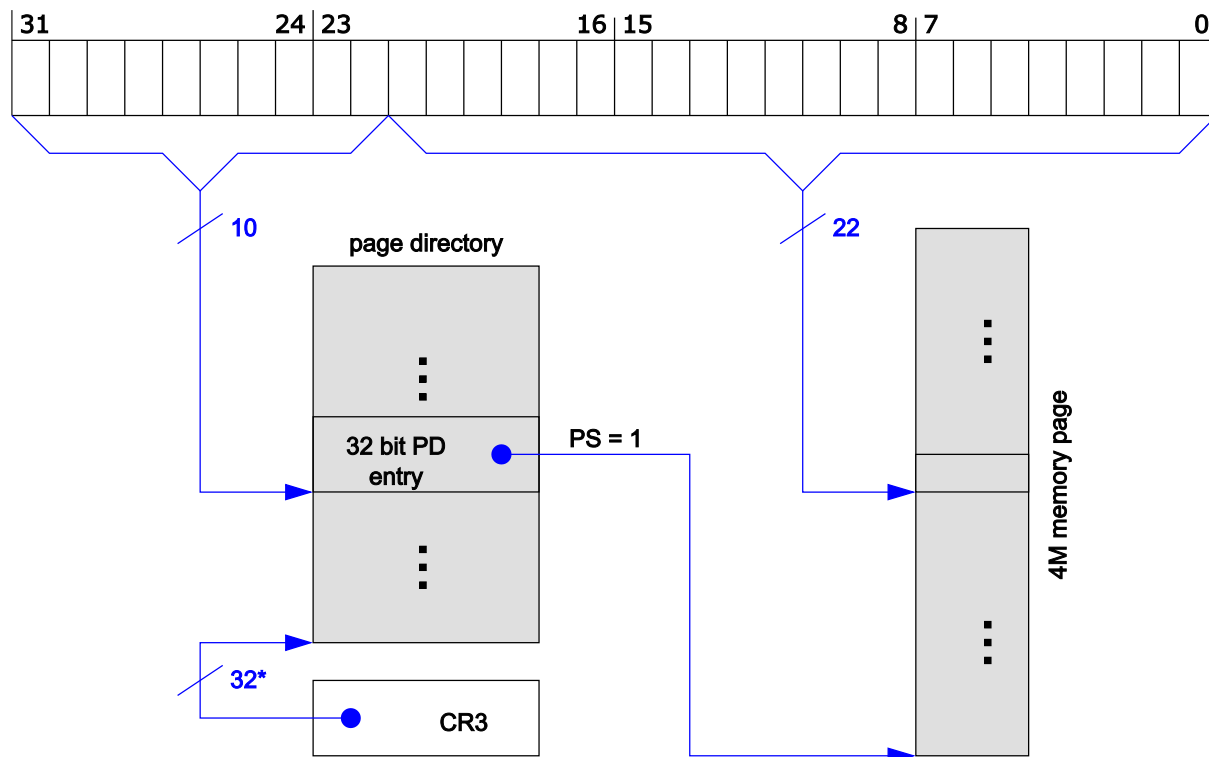 31 24 23 16 15 8 7 0
10
22
page directory
32 bit PD
entry
PS = 1
4M memory page
32*
CR3